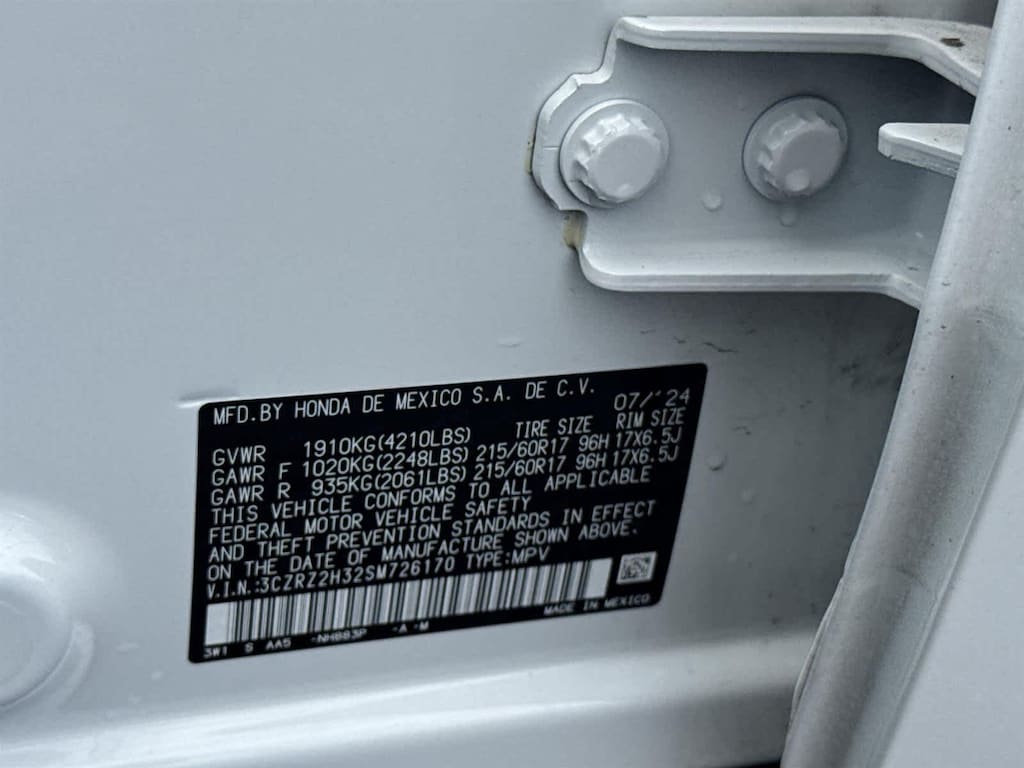 MFD.BY HONDA DE MEXICO S.A. DE C.V. 07/'24
TIRE SIZE RIM SIZE
GVWR 1910KG(4210LBS)
GAWR F 1020KG(2248LBS) 215/60R17 96H 17X6.5J
GAWR R 935KG(2061LBS) 215/60R17 96H 17X6.5J
THIS VEHICLE CONFORMS TO ALL APPLICABLE
FEDERAL MOTOR VEHICLE SAFETY
AND THEFT PREVENTION STANDARDS IN EFFECT
ON THE DATE OF MANUFACTURE SHOWN ABOVE.
V.I.N.:3CZRZ2H32SM726170 TYPE:MPV
MADE IN MEXICO
3W1 S AA5 -NH883P -A -M